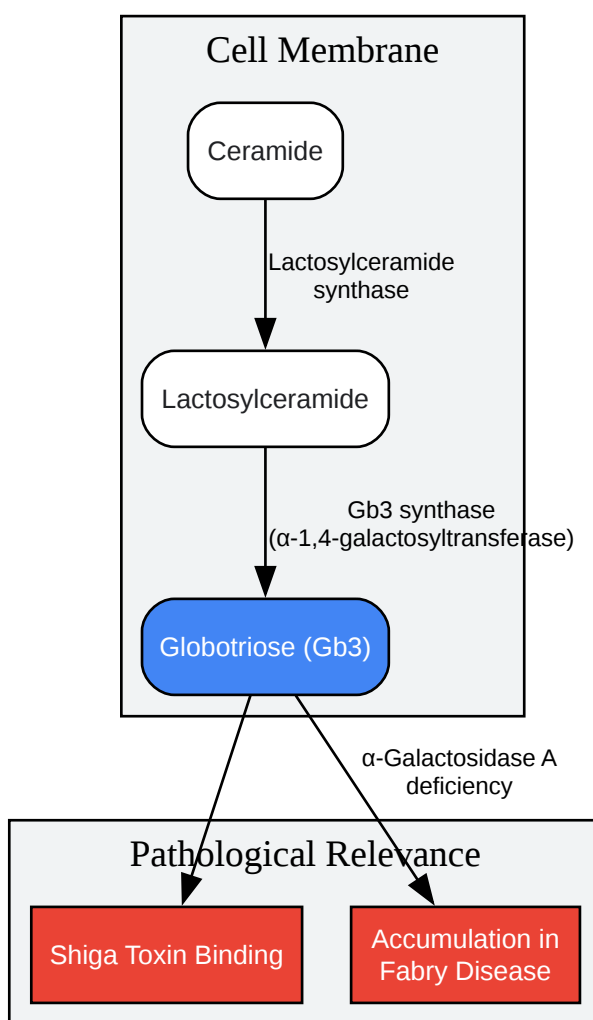 Cell Membrane
Ceramide
Lactosylceramide
synthase
Lactosylceramide
Gb3 synthase
(α-1,4-galactosyltransferase)
Globotriose (Gb3)
α-Galactosidase A
deficiency
Pathological Relevance
Shiga Toxin Binding
Accumulation in
Fabry Disease